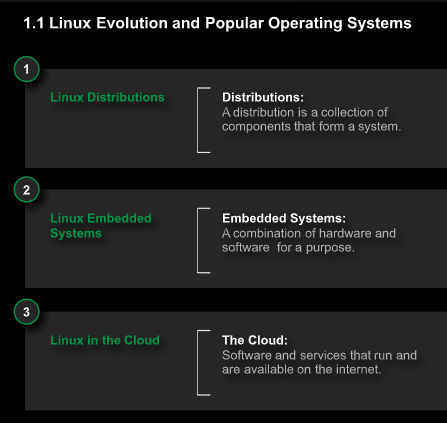 1.1 Linux Evolution and Popular Operating Systems
1
Linux Distributions
Distributions:
A distribution is a collection of
components that form a system.
2
Linux Embedded
Systems
Embedded Systems:
A combination of hardware and
software for a purpose.
3
Linux in the Cloud
The Cloud:
Software and services that run and
are available on the internet.